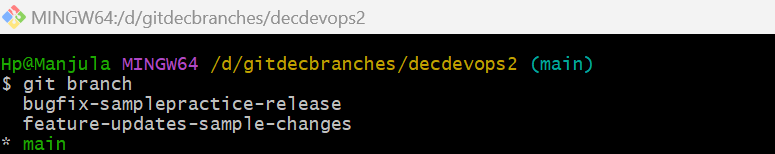 MINGW64:/d/gitdecbranches/decdevops2
Hp@Manjula MINGW64 /d/gitdecbranches/decdevops2 (main)
$ git branch
  bugfix-samplepractice-release
  feature-updates-sample-changes
* main